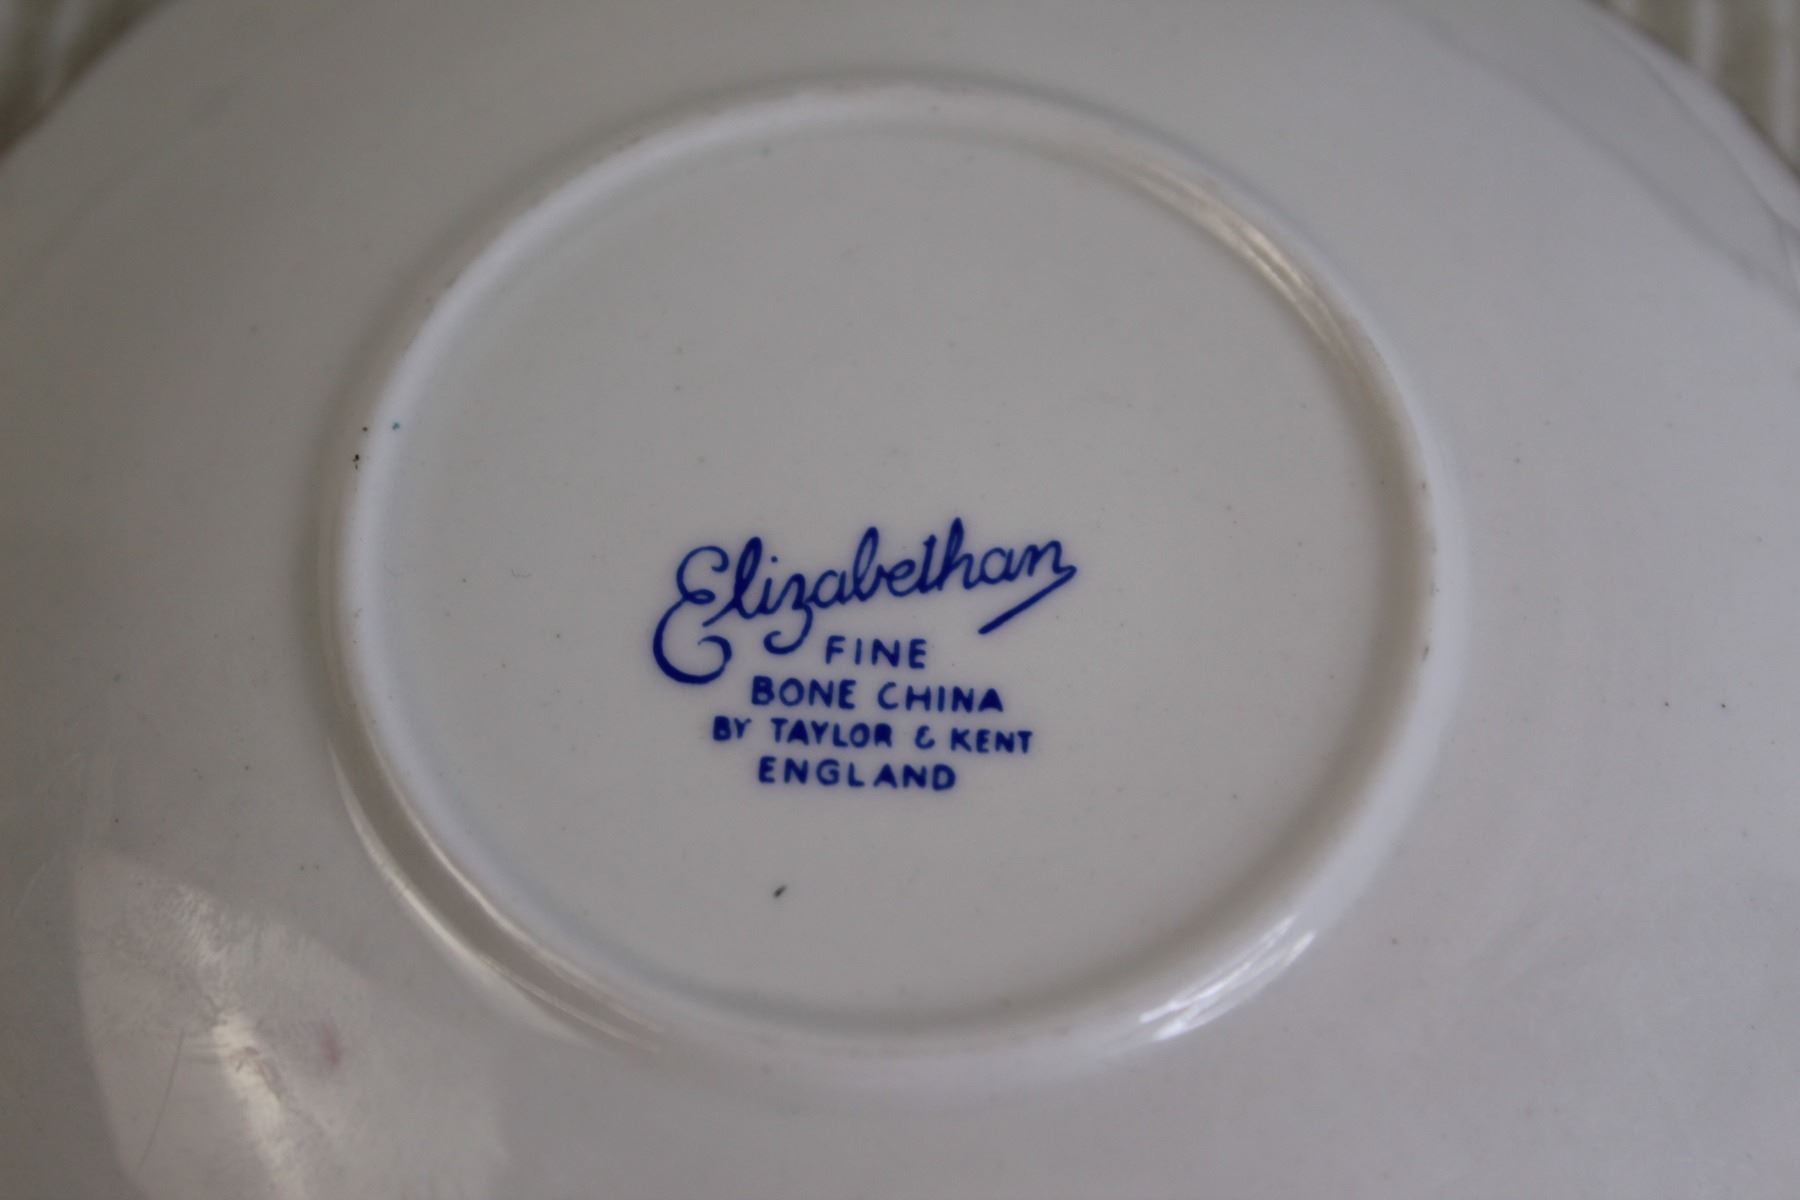 Elizabethan
FINE
BONE CHINA
BY TAYLOR & KENT
ENGLAND